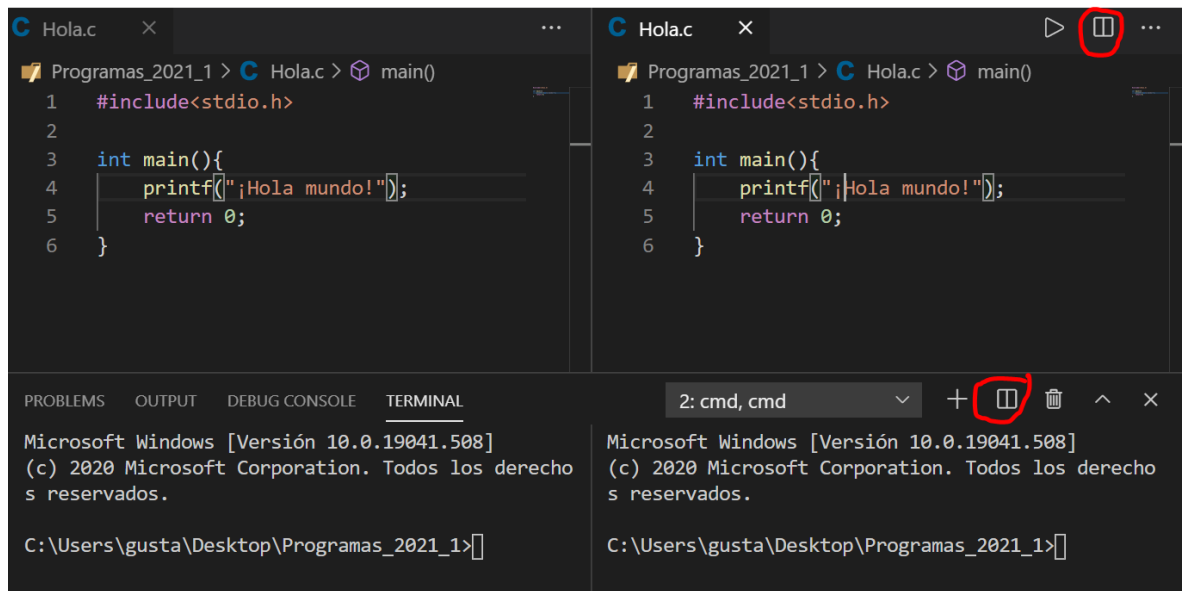 C Hola.c × ...
Programas_2021_1 > C Hola.c > main()
1 #include<stdio.h>
2
3 int main(){
4 printf("¡Hola mundo!");
5 return 0;
6 }
C Hola.c × ...
Programas_2021_1 > C Hola.c > main()
1 #include<stdio.h>
2
3 int main(){
4 printf("¡Hola mundo!");
5 return 0;
6 }
PROBLEMS OUTPUT DEBUG CONSOLE TERMINAL
2: cmd, cmd
Microsoft Windows [Versión 10.0.19041.508]
(c) 2020 Microsoft Corporation. Todos los derecho
s reservados.
C:\Users\gusta\Desktop\Programas_2021_1>
Microsoft Windows [Versión 10.0.19041.508]
(c) 2020 Microsoft Corporation. Todos los derecho
s reservados.
C:\Users\gusta\Desktop\Programas_2021_1>